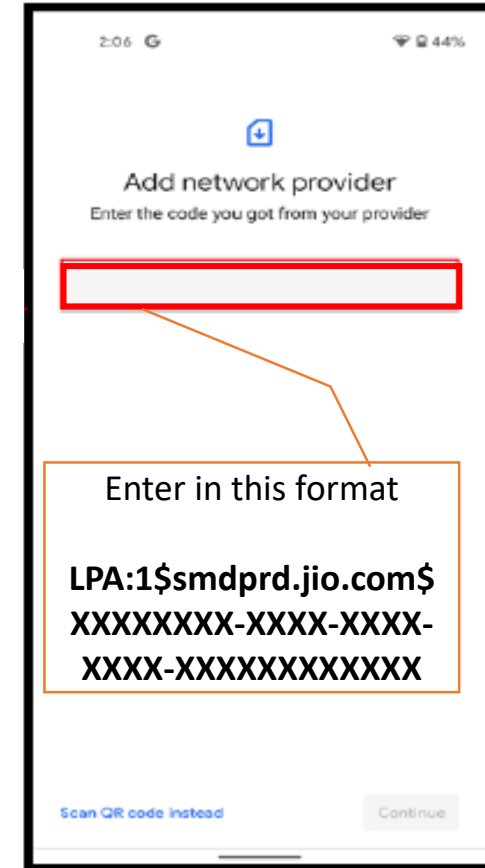 2:06 G 44%
Add network provider
Enter the code you got from your provider
Enter in this format
LPA:1$smdprd.jio.com$
XXXXXXXX-XXXX-XXXX-
XXXX-XXXXXXXXXXXX
Scan QR code instead Continue